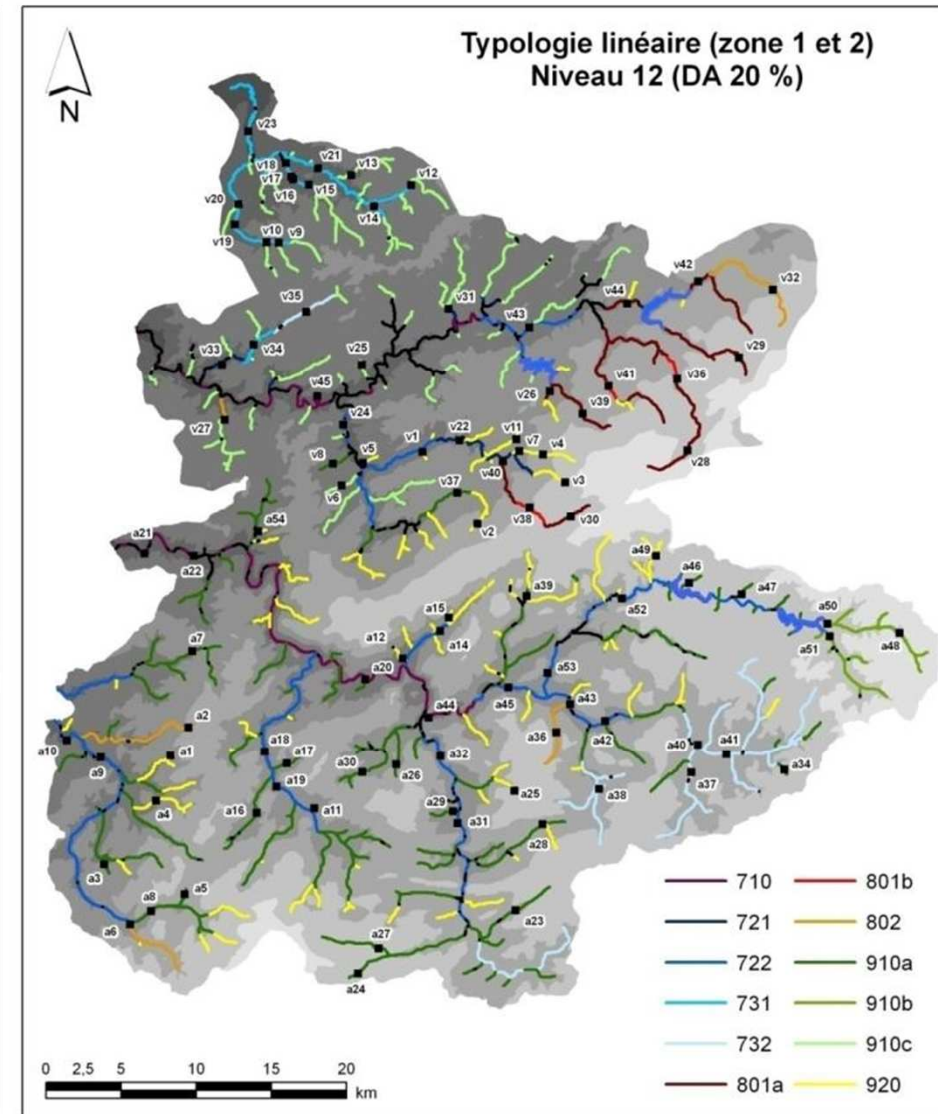 Typologie linéaire (zone 1 et 2)
Niveau 12 (DA 20 %)
N
v23
v18
v21
v13
v17
v12
v16
v15
v20
v14
v19
v10
v9
v42
v32
v35
v31
v44
v43
v33
v34
v25
v29
v45
v41
v36
v26
v39
v27
v24
v1
v22
v11
v7
v4
v8
v5
v40
v28
v6
v37
v3
v38
v30
v2
a54
a21
a22
a49
a46
a47
a39
a52
a50
a15
a14
a51
a48
a7
a12
a20
a53
a44
a45
a43
a2
a10
a1
a18
a17
a36
a42
a40
a41
a9
a32
a30
a26
a34
a19
a37
a4
a16
a11
a29
a25
a38
a31
a3
a28
a5
a8
a6
a23
a27
a24
710
801b
721
802
722
910a
731
910b
732
910c
801a
920
0 2,5 5 10 15 20
km